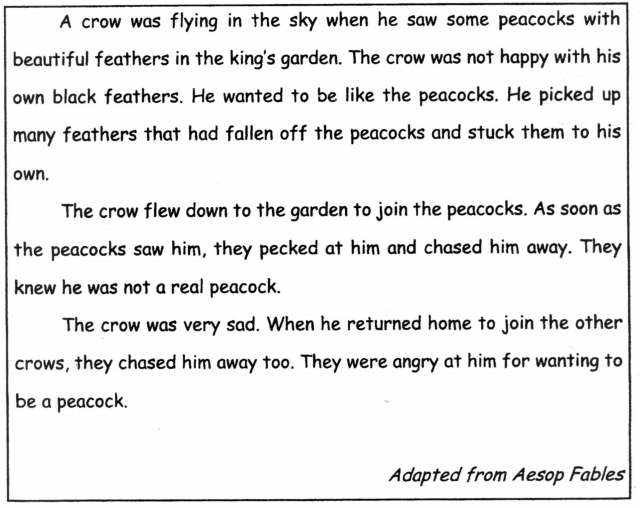 A crow was flying in the sky when he saw some peacocks with
beautiful feathers in the king's garden. The crow was not happy with his
own black feathers. He wanted to be like the peacocks. He picked up
many feathers that had fallen off the peacocks and stuck them to his
own.
The crow flew down to the garden to join the peacocks. As soon as
the peacocks saw him, they pecked at him and chased him away. They
knew he was not a real peacock.
The crow was very sad. When he returned home to join the other
crows, they chased him away too. They were angry at him for wanting to
be a peacock.
Adapted from Aesop Fables